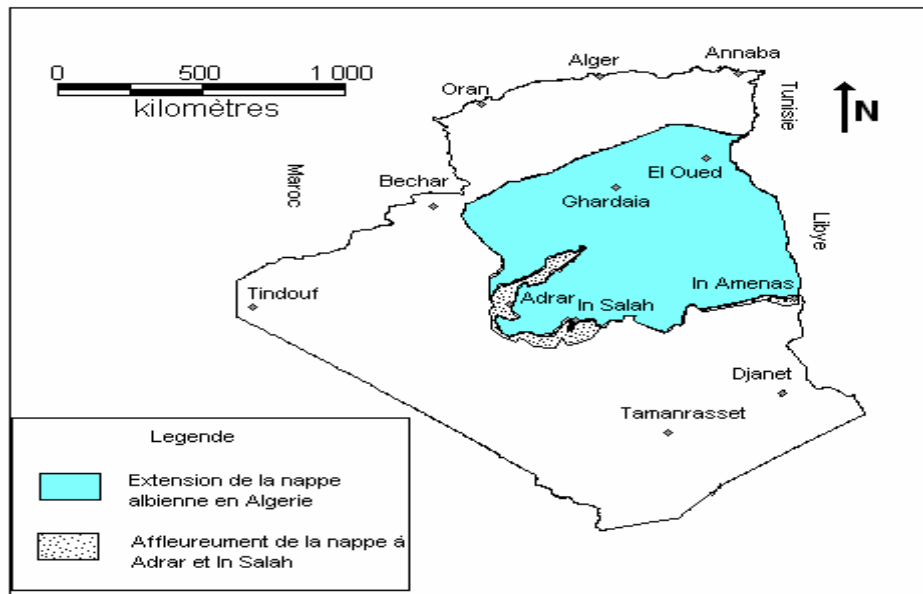 0 500 1 000
kilomètres
Oran
Alger
Annaba
Tunisie
N
Maroc
Bechar
El Oued
Ghardaia
Libye
Tindouf
Adrar
In Salah
In Amenas
Djanet
Tamanrasset
Legende
Extension de la nappe
albienne en Algerie
Affleureument de la nappe á
Adrar et In Salah